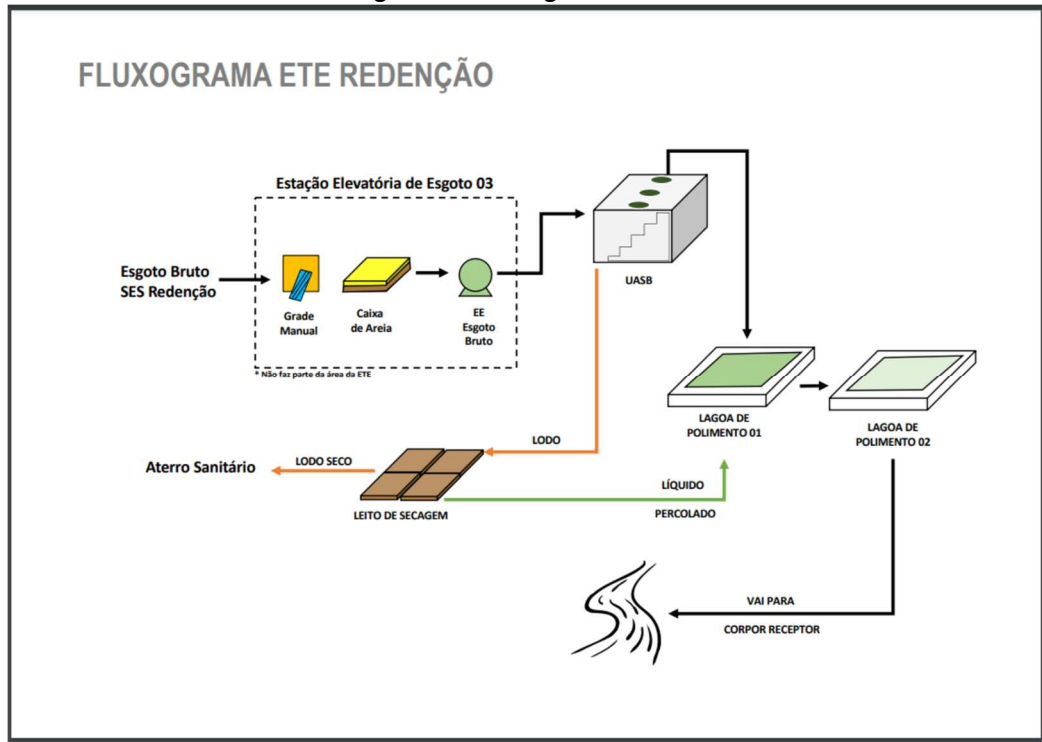 FLUXOGRAMA ETE REDENÇÃO
Estação Elevatória de Esgoto 03
Esgoto Bruto
SES Redenção
Grade
Manual
Caixa
de Areia
EE
Esgoto
Bruto
* Não faz parte da área da ETE
UASB
LAGOA DE
POLIMENTO 01
LAGOA DE
POLIMENTO 02
LODO
Aterro Sanitário
LODO SECO
LEITO DE SECAGEM
LÍQUIDO
PERCOLADO
VAI PARA
CORPOR RECEPTOR